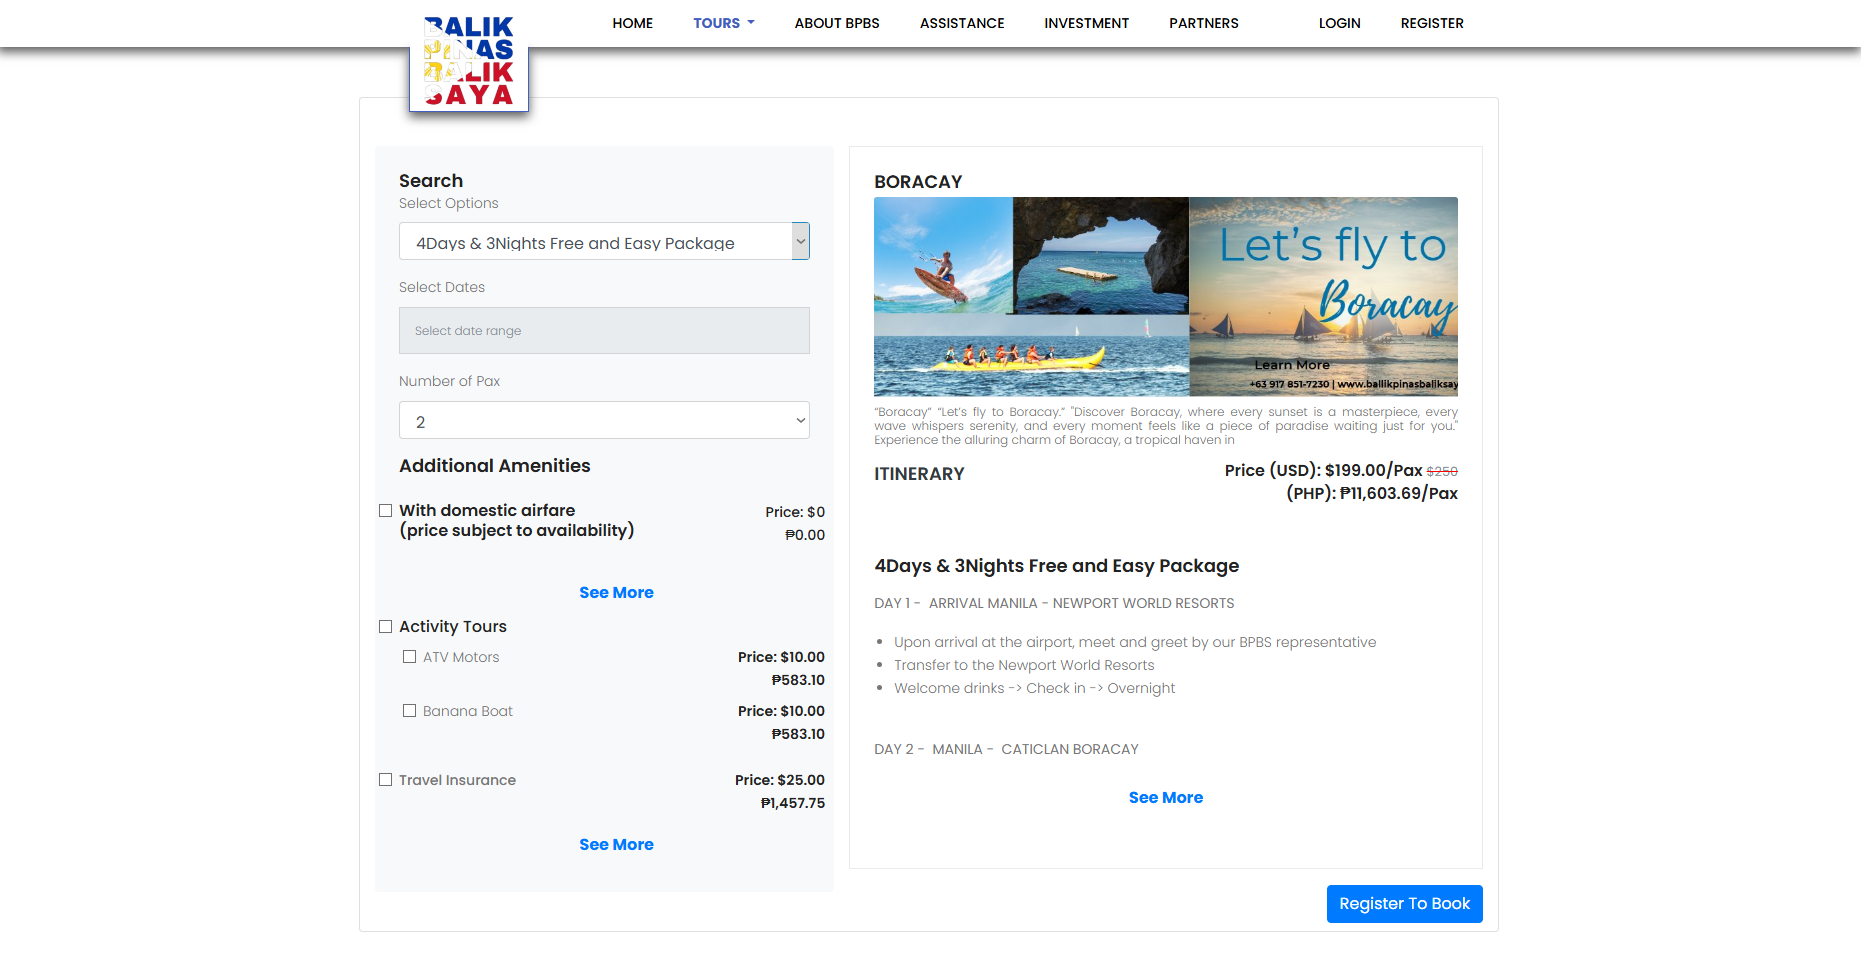 BALIK
PINAS
BALIK
SAYA
HOME
TOURS
ABOUT BPBS
ASSISTANCE
INVESTMENT
PARTNERS
LOGIN
REGISTER
Search
Select Options
4Days & 3Nights Free and Easy Package
Select Dates
Select date range
Number of Pax
2
Additional Amenities
With domestic airfare
(price subject to availability)
Price: $0
₱0.00
See More
Activity Tours
ATV Motors
Price: $10.00
₱583.10
Banana Boat
Price: $10.00
₱583.10
Travel Insurance
Price: $25.00
₱1,457.75
See More
BORACAY
Let's fly to
Boracay
Learn More
+63 917 851-7230 | www.ballikpinasbaliksay
“Boracay” “Let's fly to Boracay.” "Discover Boracay, where every sunset is a masterpiece, every
wave whispers serenity, and every moment feels like a piece of paradise waiting just for you."
Experience the alluring charm of Boracay, a tropical haven in
ITINERARY
Price (USD): $199.00/Pax $250
(PHP): ₱11,603.69/Pax
4Days & 3Nights Free and Easy Package
DAY 1 - ARRIVAL MANILA - NEWPORT WORLD RESORTS
• Upon arrival at the airport, meet and greet by our BPBS representative
• Transfer to the Newport World Resorts
• Welcome drinks -> Check in -> Overnight
DAY 2 - MANILA - CATICLAN BORACAY
See More
Register To Book